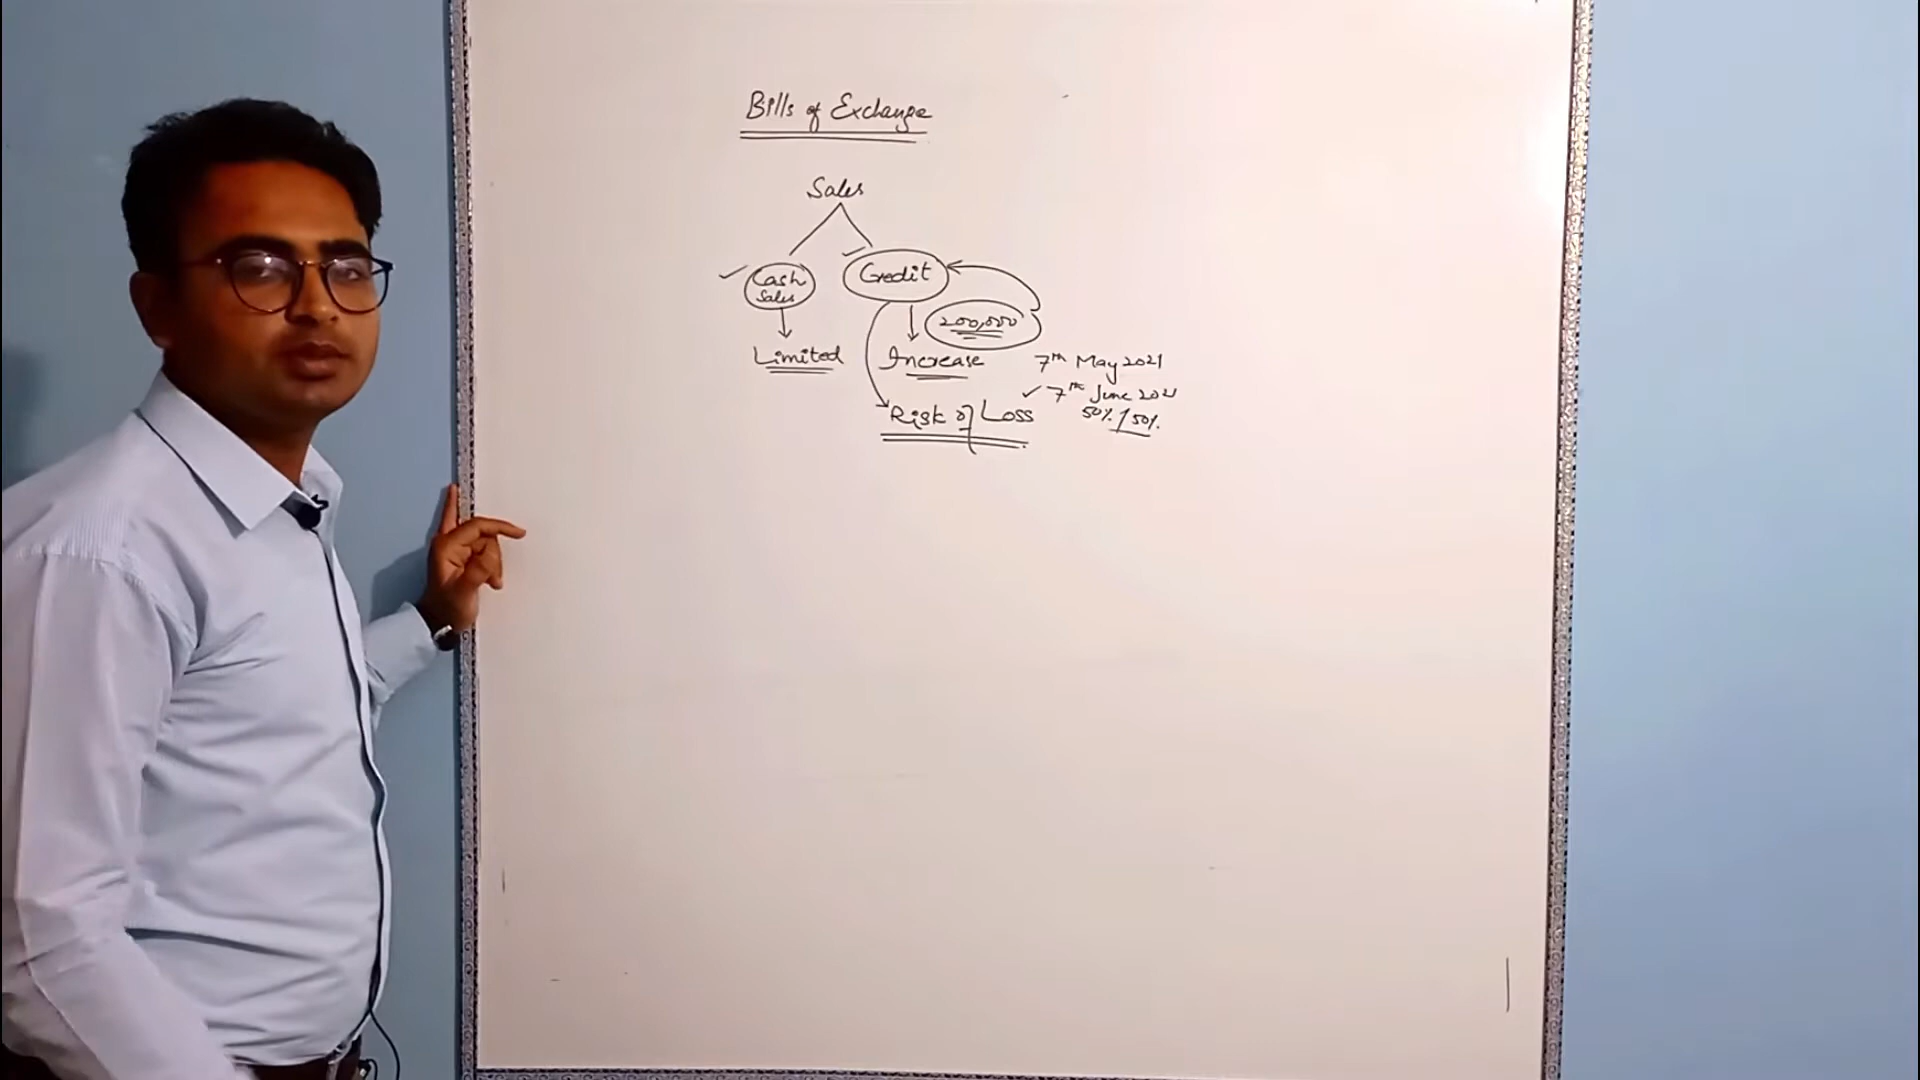 Bills of Exchange
Sales
Cash Sales
Credit
200,000
Limited
Increase
7th May 2021
7th June 2021
Risk of Loss
50% / 50%